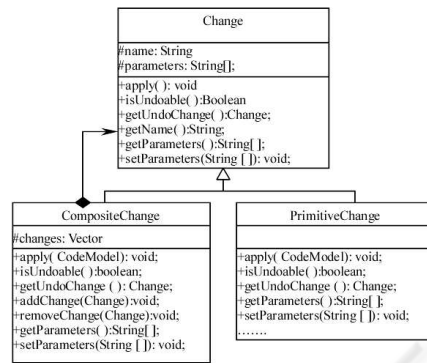 Change
#name: String
#parameters: String[];
+apply( ): void
+isUndoable( ):Boolean
+getUndoChange( ):Change;
+getName( ):String;
+getParameters( ):String[ ];
+setParameters(String [ ]): void;
CompositeChange
#changes: Vector
+apply( CodeModel): void;
+isUndoable( ):boolean;
+getUndoChange ( ): Change;
+addChange(Change):void;
+removeChange(Change):void;
+getParameters( ):String[ ];
+setParameters(String [ ]): void;
PrimitiveChange
+apply( CodeModel): void;
+isUndoable( ):boolean;
+getUndoChange ( ): Change;
+getParameters( ):String[ ];
+setParameters(String [ ]): void;
.......